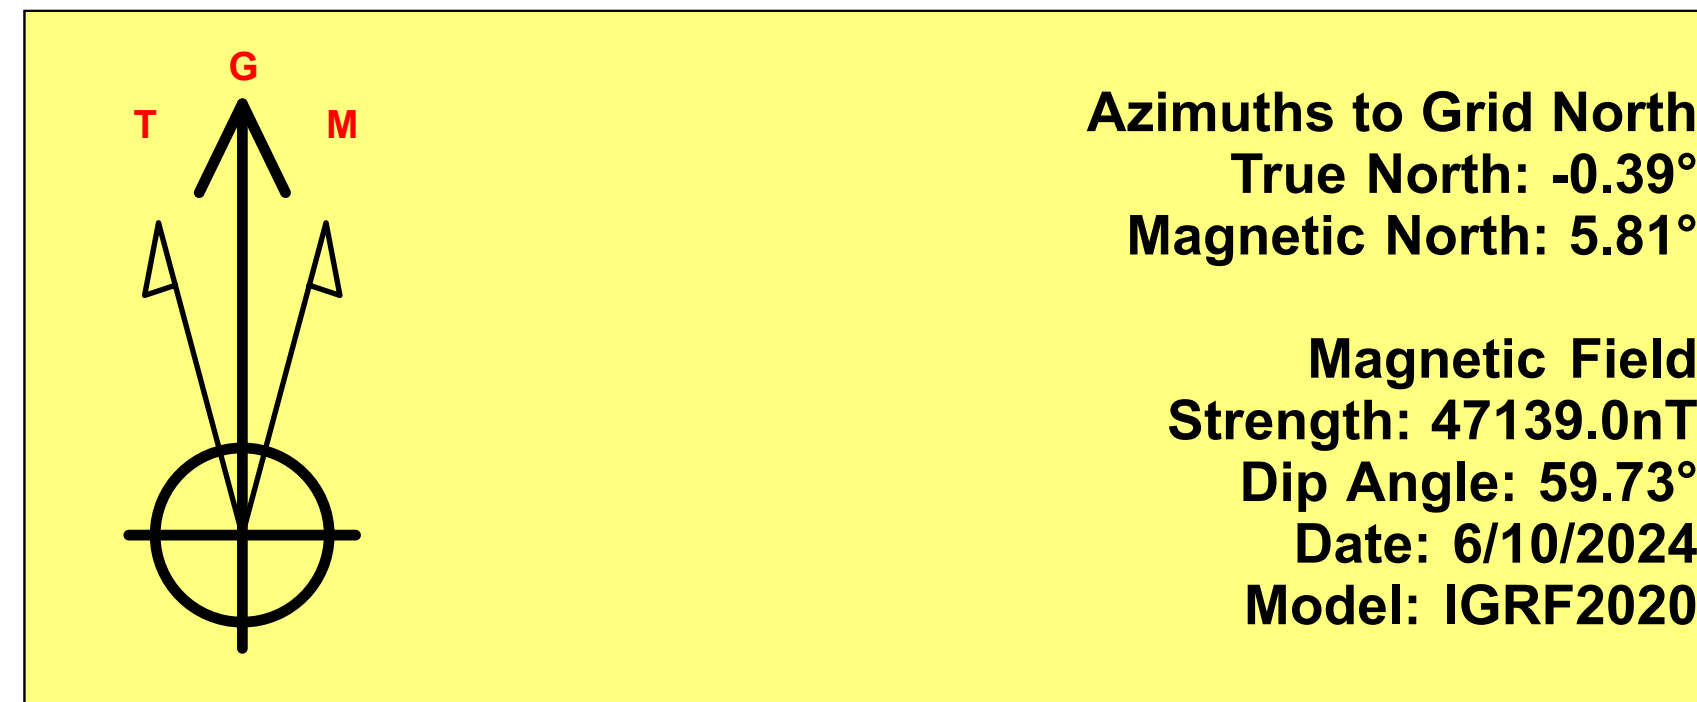 G
T
M
Azimuths to Grid North
True North: -0.39°
Magnetic North: 5.81°
Magnetic Field
Strength: 47139.0nT
Dip Angle: 59.73°
Date: 6/10/2024
Model: IGRF2020